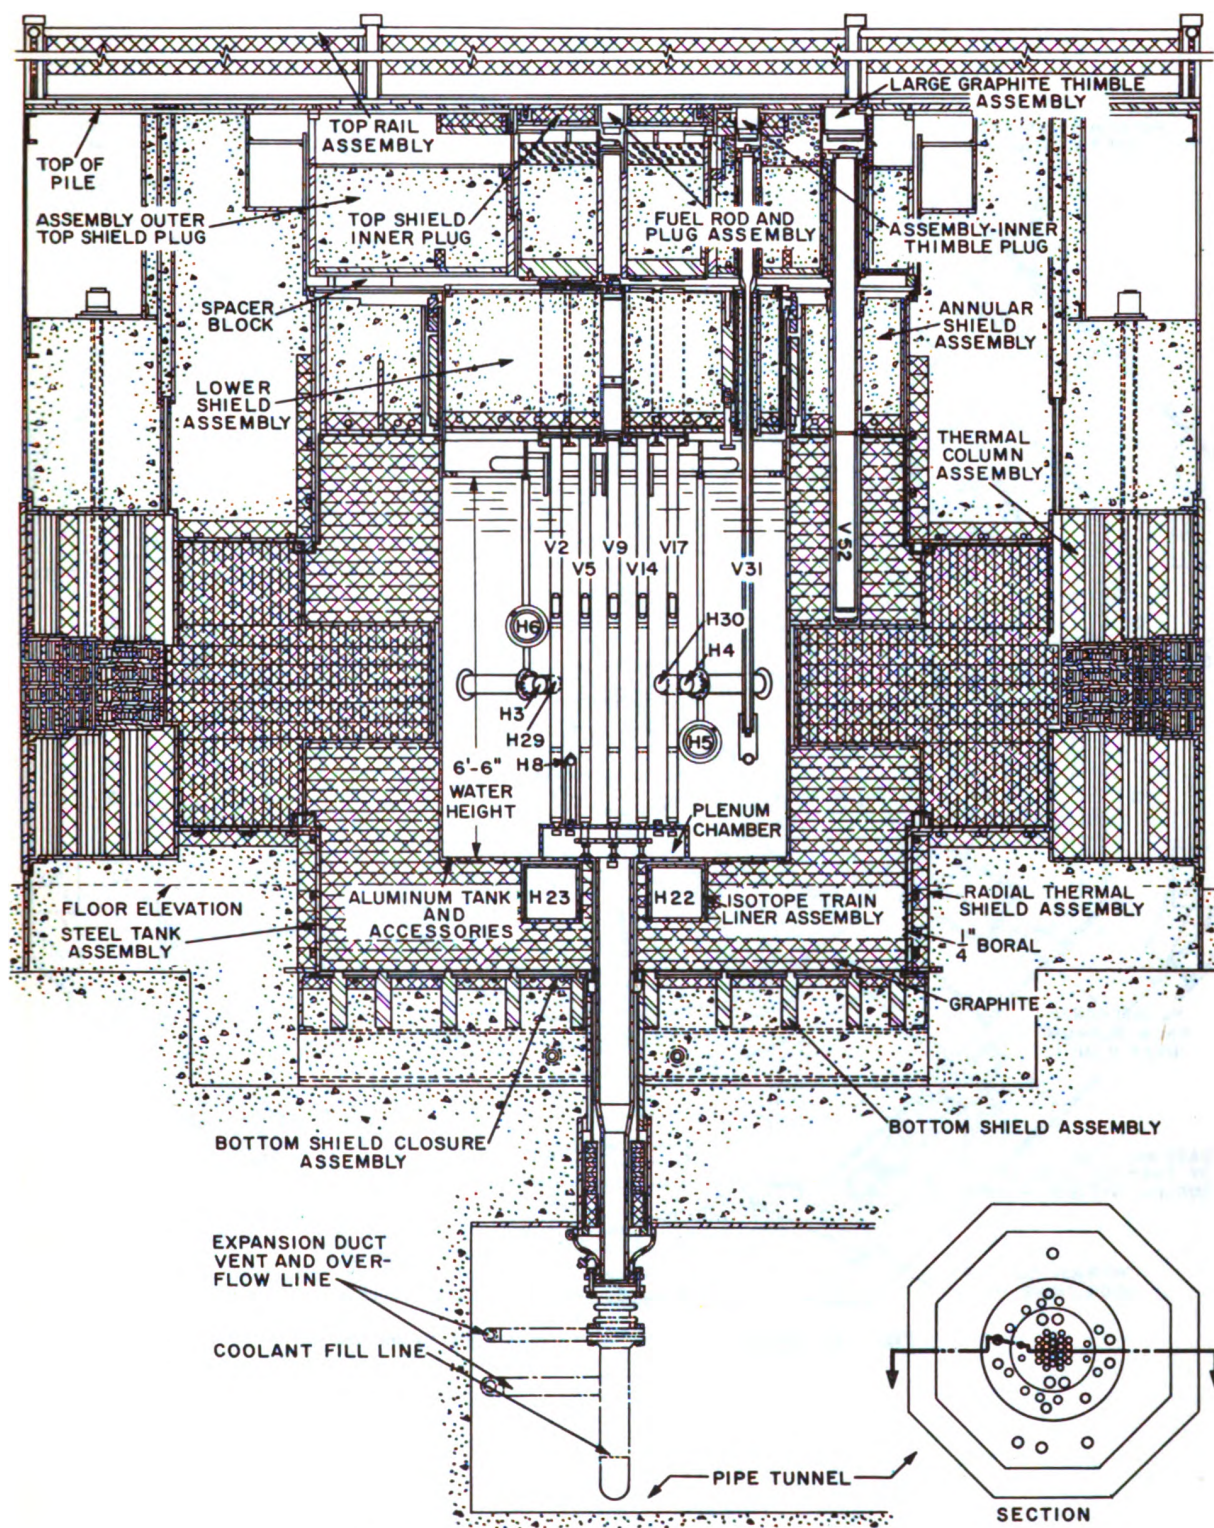 LARGE GRAPHITE THIMBLE
ASSEMBLY
TOP RAIL
ASSEMBLY
TOP OF
PILE
ASSEMBLY OUTER
TOP SHIELD PLUG
TOP SHIELD
INNER PLUG
FUEL ROD AND
PLUG ASSEMBLY
ASSEMBLY-INNER
THIMBLE PLUG
SPACER
BLOCK
ANNULAR
SHIELD
ASSEMBLY
LOWER
SHIELD
ASSEMBLY
THERMAL
COLUMN
ASSEMBLY
V52
V2
V9
V17
V5
V14
V31
H6
H30
H4
H3
H29
H5
H8
6'-6"
WATER
HEIGHT
PLENUM
CHAMBER
H23
H22
ALUMINUM TANK
AND
ACCESSORIES
ISOTOPE TRAIN
LINER ASSEMBLY
RADIAL THERMAL
SHIELD ASSEMBLY
FLOOR ELEVATION
STEEL TANK
ASSEMBLY
1/4" BORAL
GRAPHITE
BOTTOM SHIELD CLOSURE
ASSEMBLY
BOTTOM SHIELD ASSEMBLY
EXPANSION DUCT
VENT AND OVER-
FLOW LINE
COOLANT FILL LINE
PIPE TUNNEL
SECTION